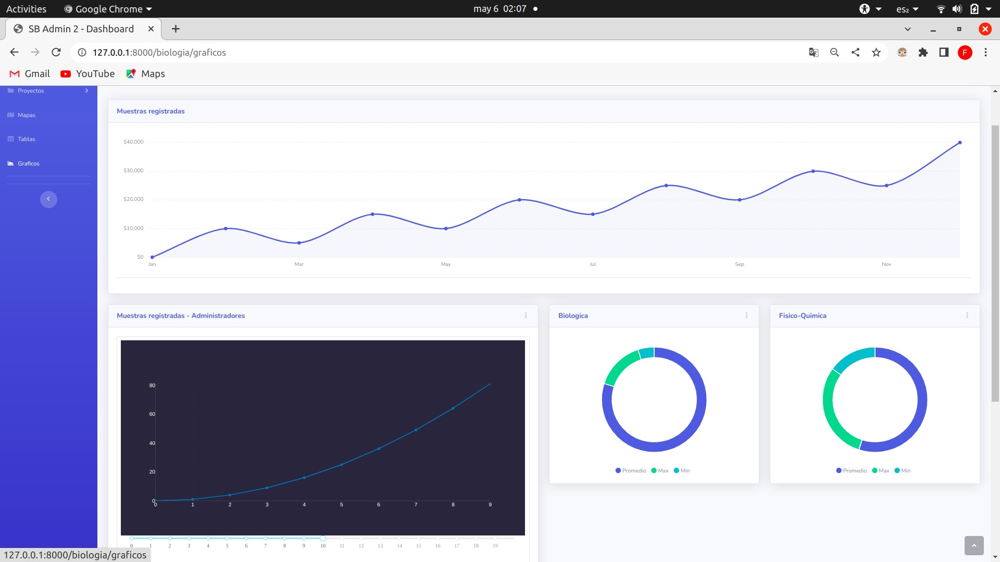 Activities Google Chrome may 6 02:07 es₂
SB Admin 2 - Dashboard
127.0.0.1:8000/biologia/graficos F
Gmail YouTube Maps
Proyectos
Mapas
Tablas
Graficos
Muestras registradas
$40,000
$30,000
$20,000
$10,000
$0
Jan Mar May Jul Sep Nov
Muestras registradas - Administradores
80
60
40
20
0
0 1 2 3 4 5 6 7 8 9
0 1 2 3 4 5 6 7 8 9 10 11 12 13 14 15 16 17 18 19
Biologica
Promedio Max Min
Fisico-Quimica
Promedio Max Min
127.0.0.1:8000/biologia/graficos